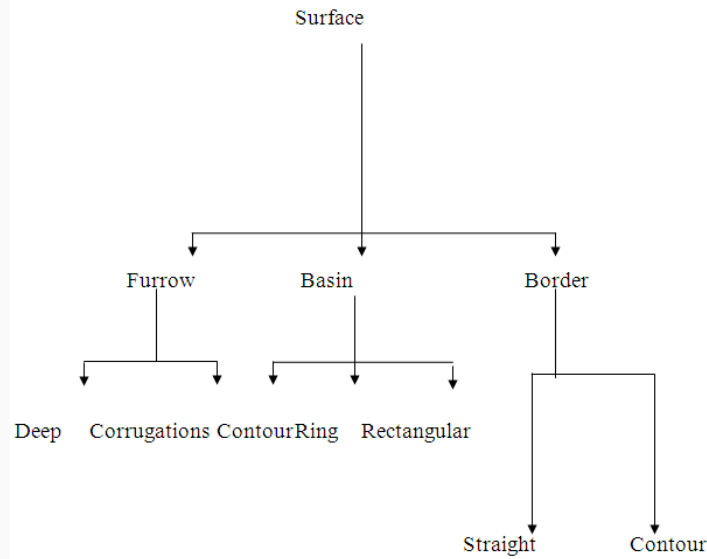 Surface
Furrow Basin Border
Deep Corrugations ContourRing Rectangular
Straight Contour